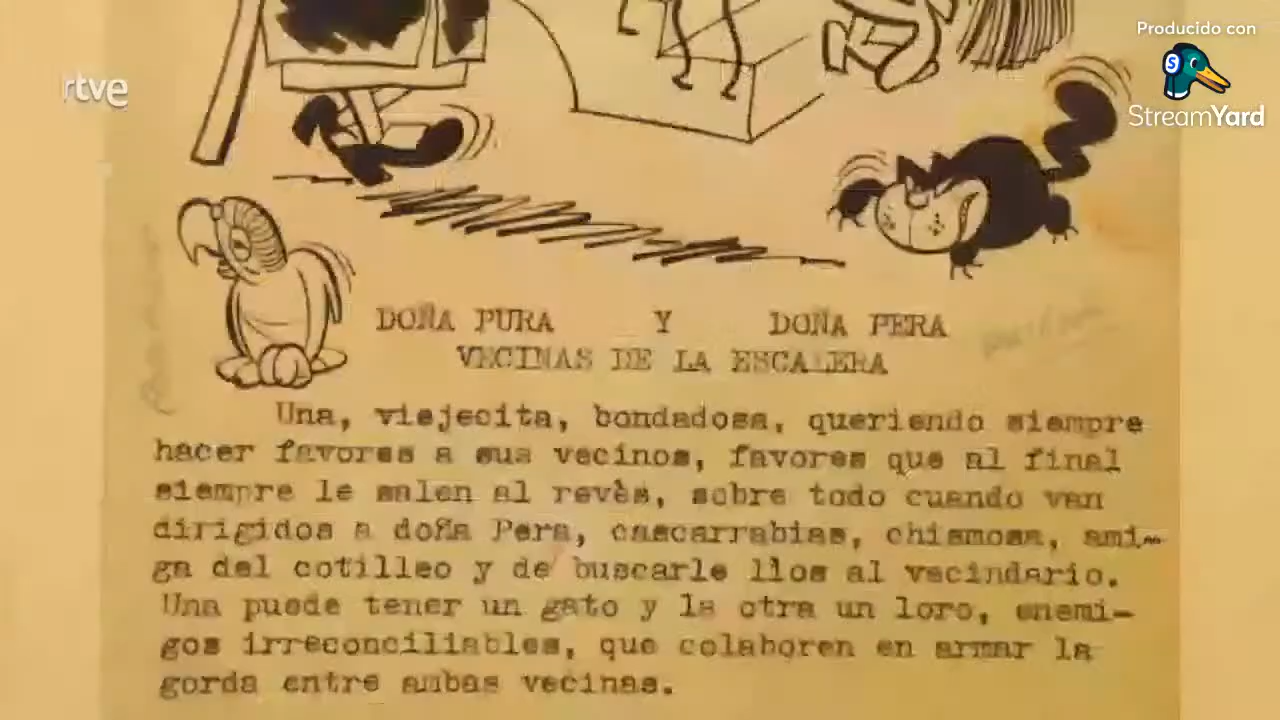 Producido con
StreamYard
rtve
DOÑA PURA Y DOÑA PERA
VECINAS DE LA ESCALERA
Una, viejecita, bondadosa, queriendo siempre
hacer favores a sus vecinos, favores que al final
siempre le salen al revès, sobre todo cuando van
dirigidos a doña Pera, cascarrabias, chismosa, ami-
ga del cotilleo y de buscarle lios al vecindario.
Una puede tener un gato y la otra un loro, enemi-
gos irreconciliables, que colaboren en armar la
gorda entre ambas vecinas.